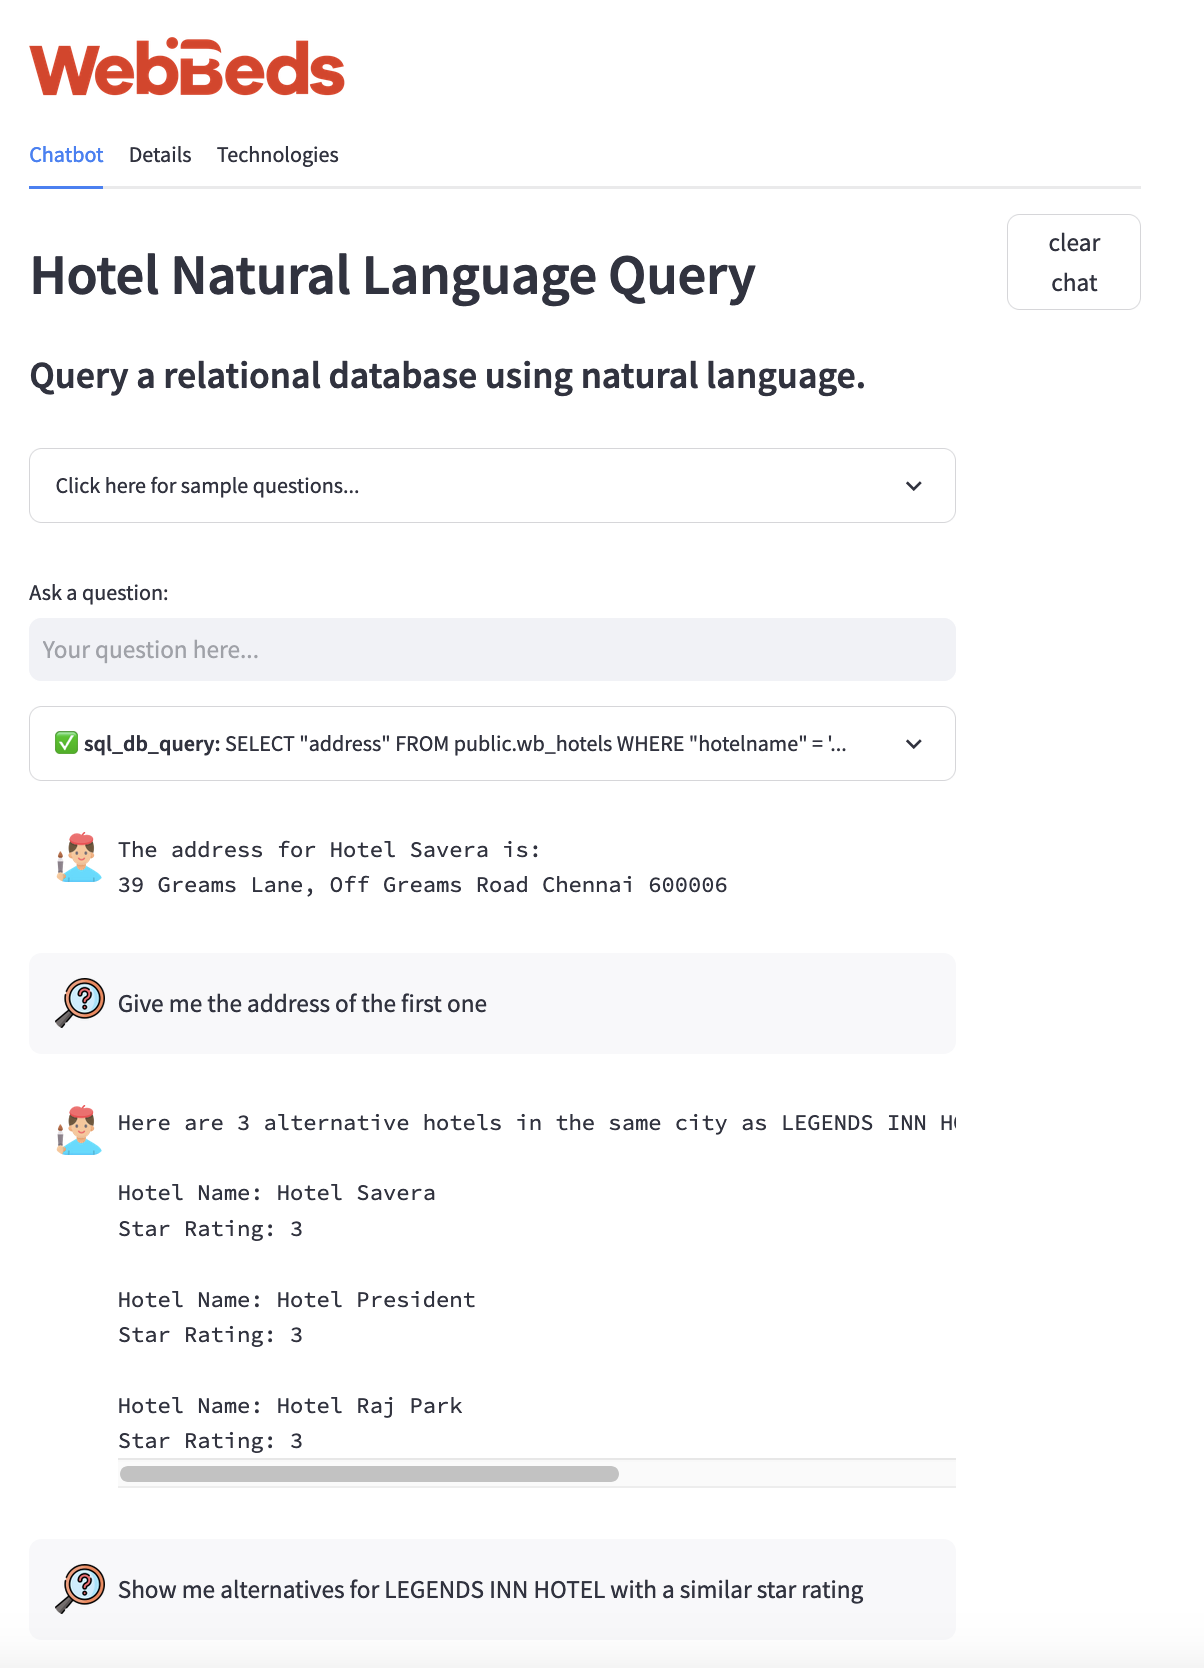 WebBeds
Chatbot Details Technologies
clear
chat
Hotel Natural Language Query
Query a relational database using natural language.
Click here for sample questions...
Ask a question:
Your question here...
✅ sql_db_query: SELECT "address" FROM public.wb_hotels WHERE "hotelname" = '...
The address for Hotel Savera is:
39 Greams Lane, Off Greams Road Chennai 600006
Give me the address of the first one
Here are 3 alternative hotels in the same city as LEGENDS INN
Hotel Name: Hotel Savera
Star Rating: 3
Hotel Name: Hotel President
Star Rating: 3
Hotel Name: Hotel Raj Park
Star Rating: 3
Show me alternatives for LEGENDS INN HOTEL with a similar star rating